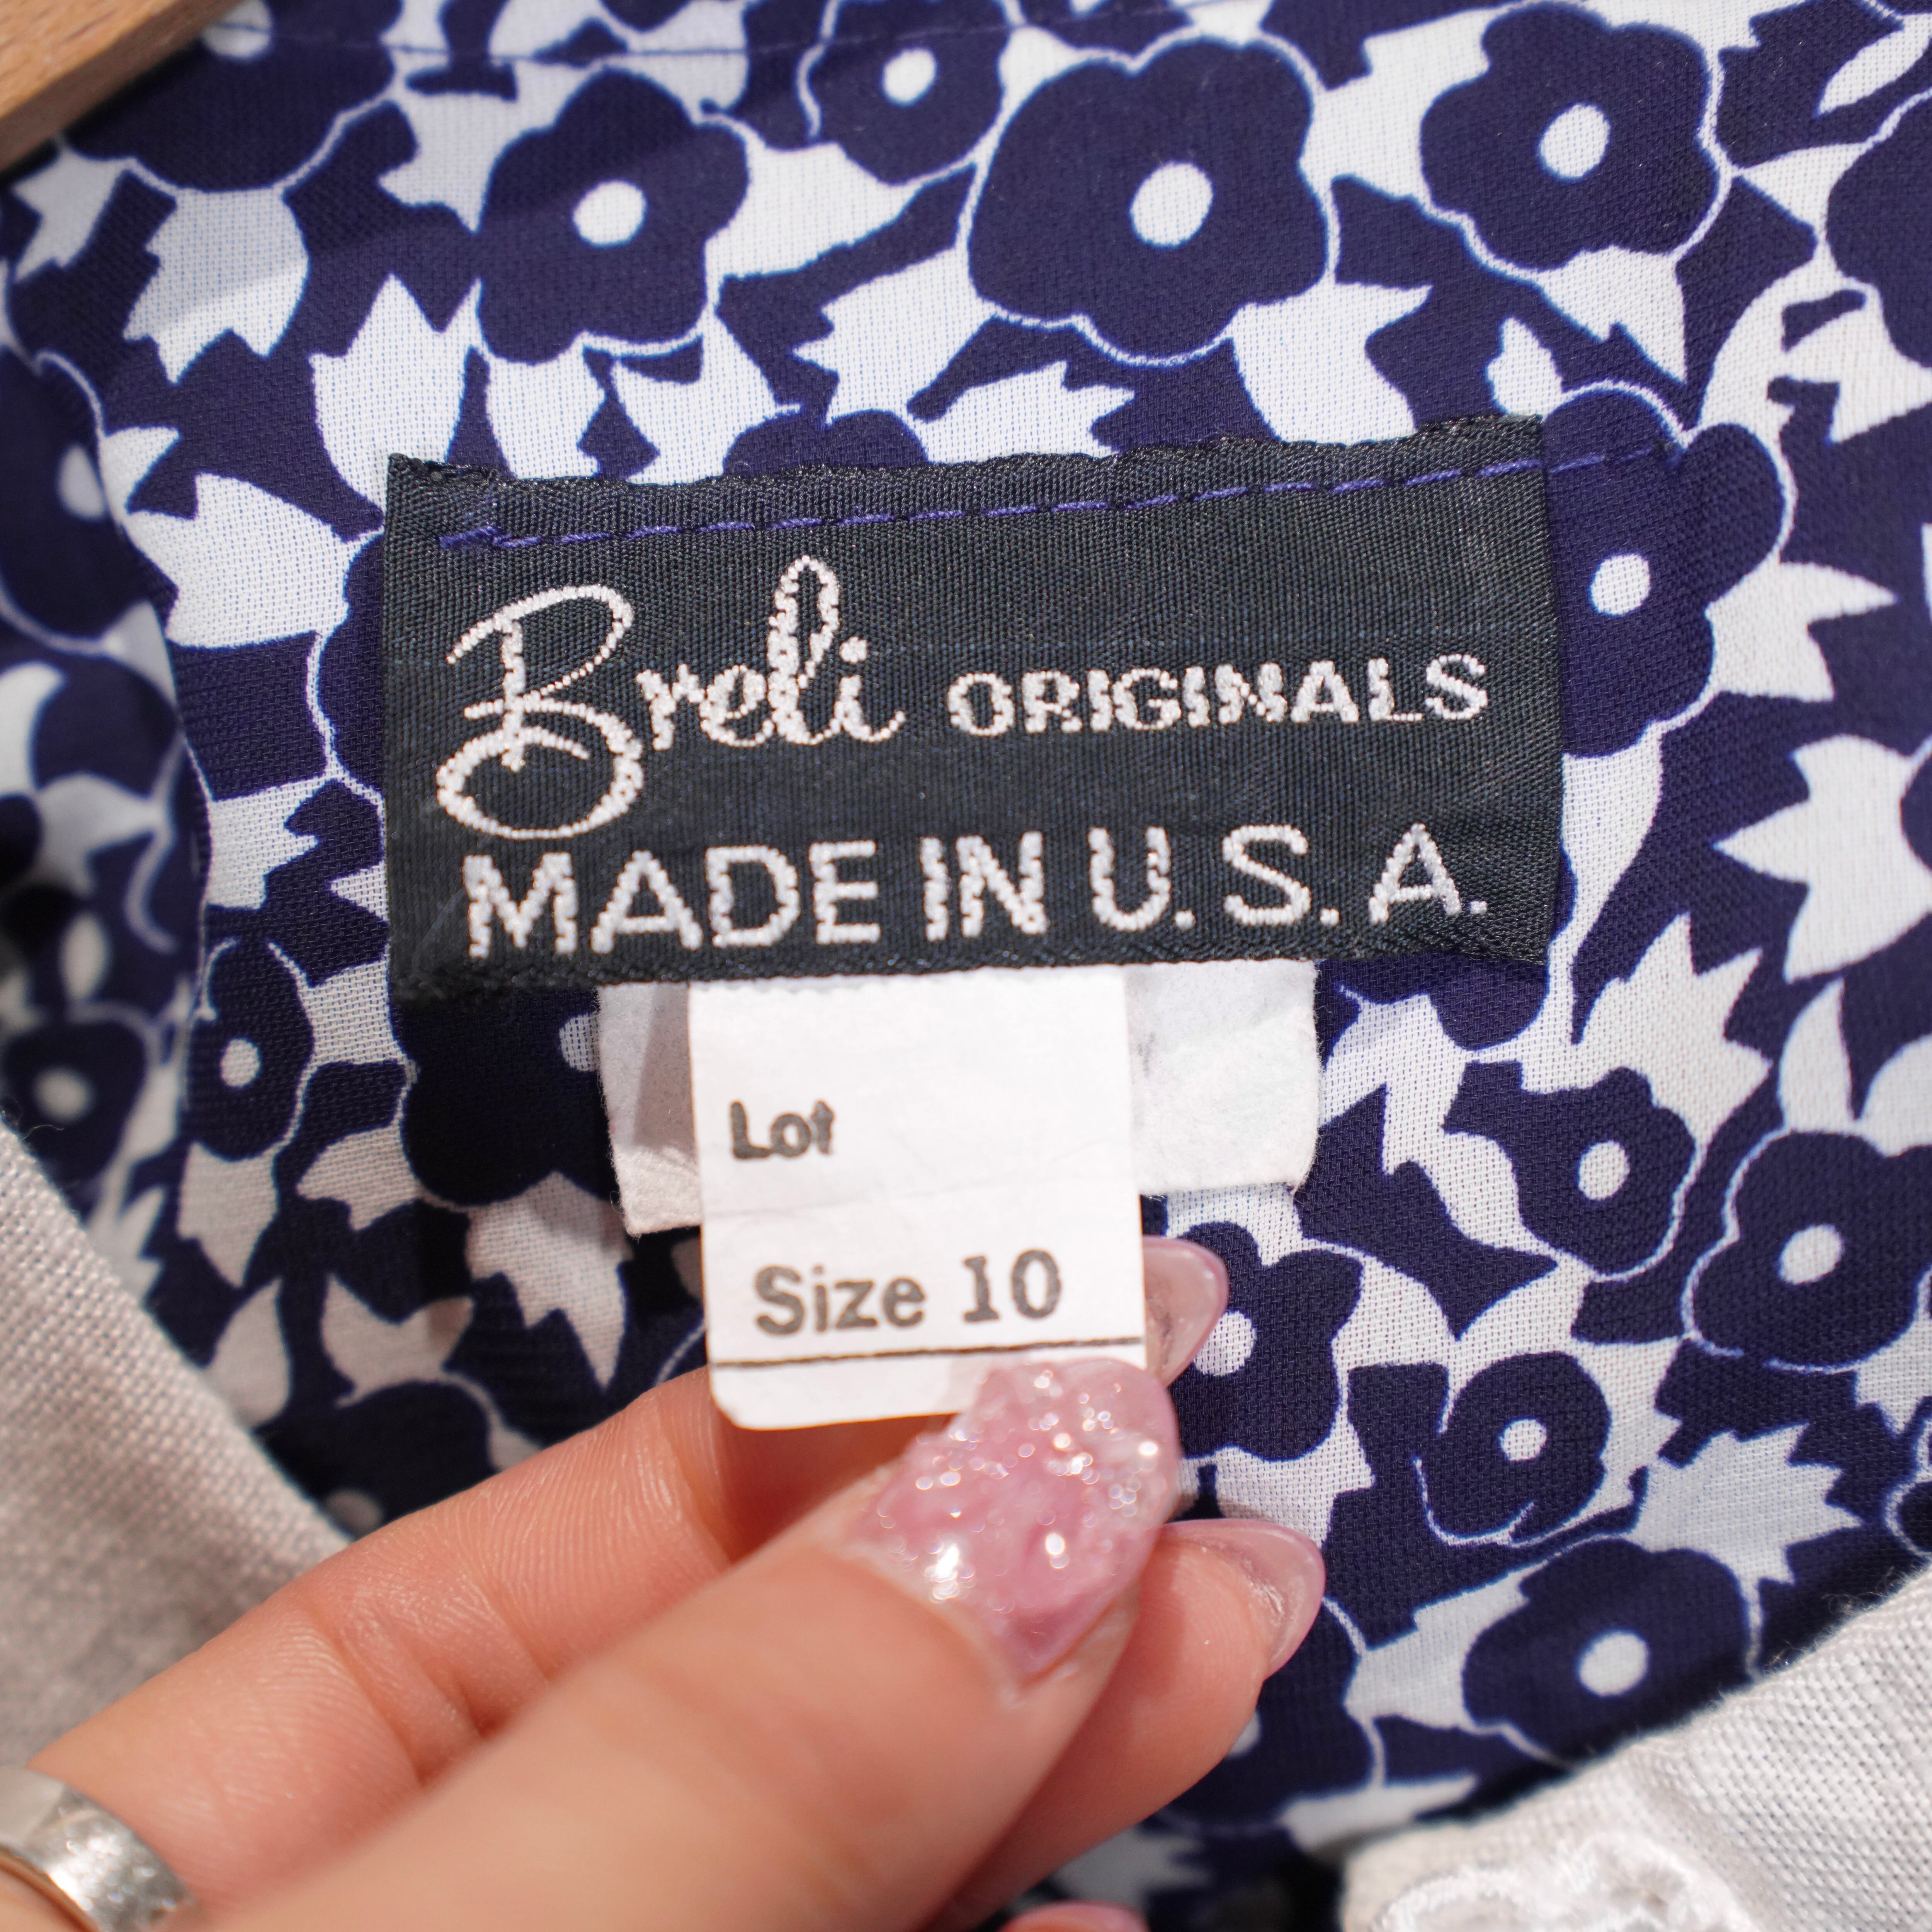 Breli ORIGINALS
MADE IN U.S.A.
Lot
Size 10